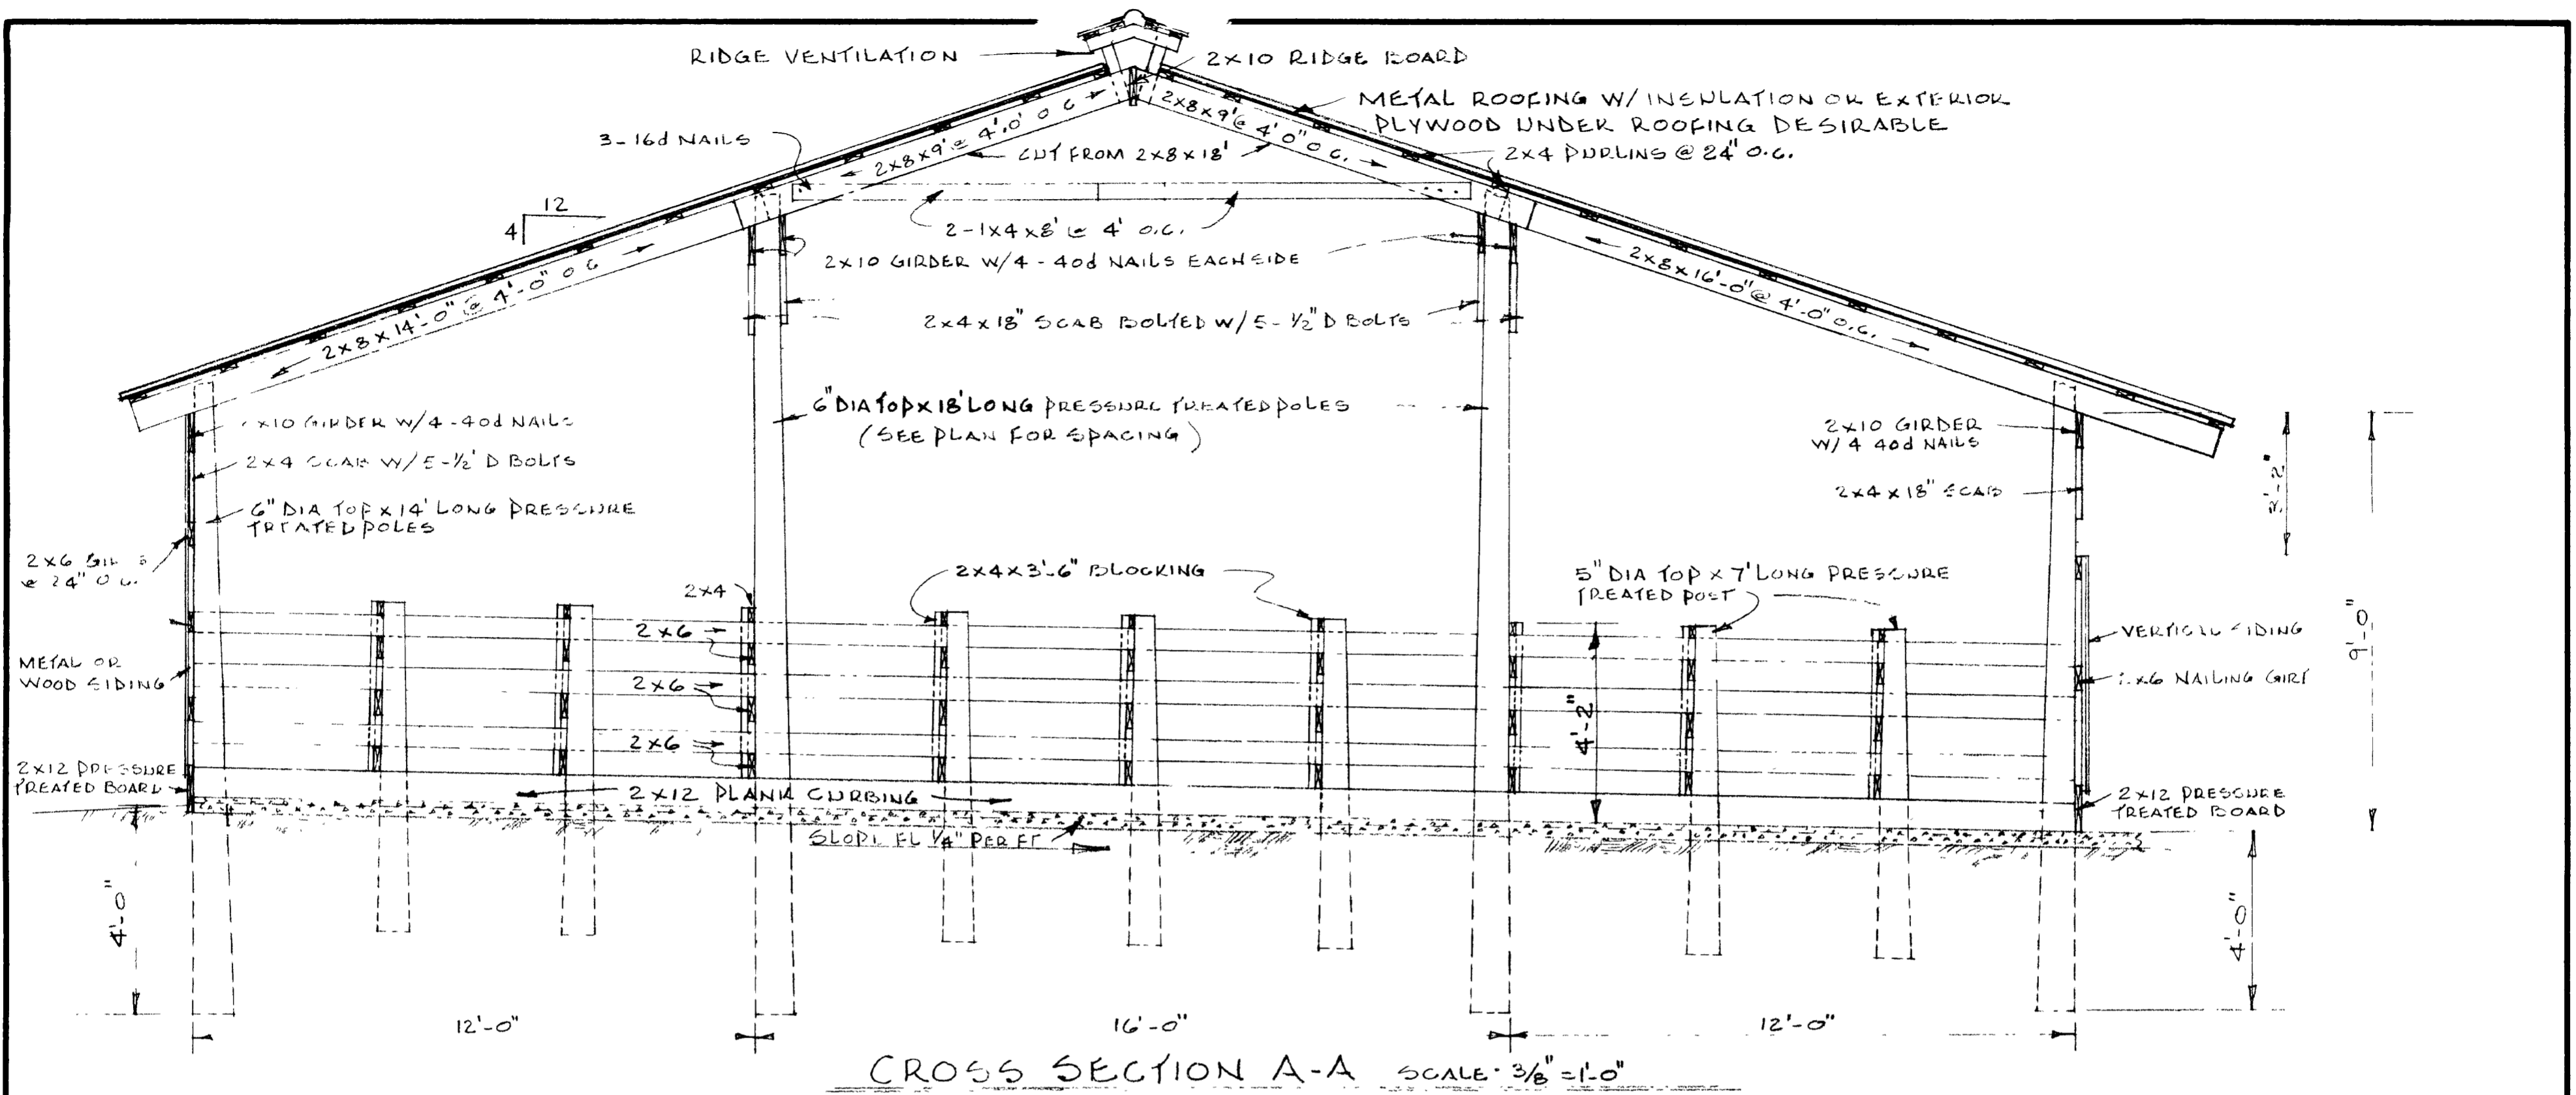 RIDGE VENTILATION
2x10 RIDGE BOARD
METAL ROOFING W/ INSULATION OR EXTERIOR
PLYWOOD UNDER ROOFING DESIRABLE
2x4 PURLINS @ 24" O.C.
3-16d NAILS
2x8x9' @ 4'0" O C
2x8x9' @ 4'0" O C.
CUT FROM 2x8x18'
12
4
2-1x4x8' @ 4' O.C.
2x10 GIRDER W/4-40d NAILS EACH SIDE
2x8x14'-0" @ 4'-0" O C
2x8x16'-0" @ 4'-0" O.C.
2x4x18" SCAB BOLTED W/5-1/2" D BOLTS
6" DIA TOP x 18' LONG PRESSURE TREATED POLES
(SEE PLAN FOR SPACING)
x10 GIRDER W/4-40d NAILS
2x4 SCAB W/5-1/2" D BOLTS
6" DIA TOP x 14' LONG PRESSURE
TREATED POLES
2x10 GIRDER
W/4 40d NAILS
2x4x18" SCAB
2x6
@ 24" O.C.
2x4
2x4x3'-6" BLOCKING
5" DIA TOP x 7' LONG PRESSURE
TREATED POST
2x6
2x6
2x6
METAL OR
WOOD SIDING
VERTICAL SIDING
x6 NAILING GIRT
4'-2"
9'-0"
2x12 PRESSURE
TREATED BOARD
2x12 PLANK CURBING
2x12 PRESSURE
TREATED BOARD
SLOPE FL 1/4" PER FT
4'-0"
4'-0"
12'-0"
16'-0"
12'-0"
CROSS SECTION A-A SCALE· 3/8" = 1'-0"